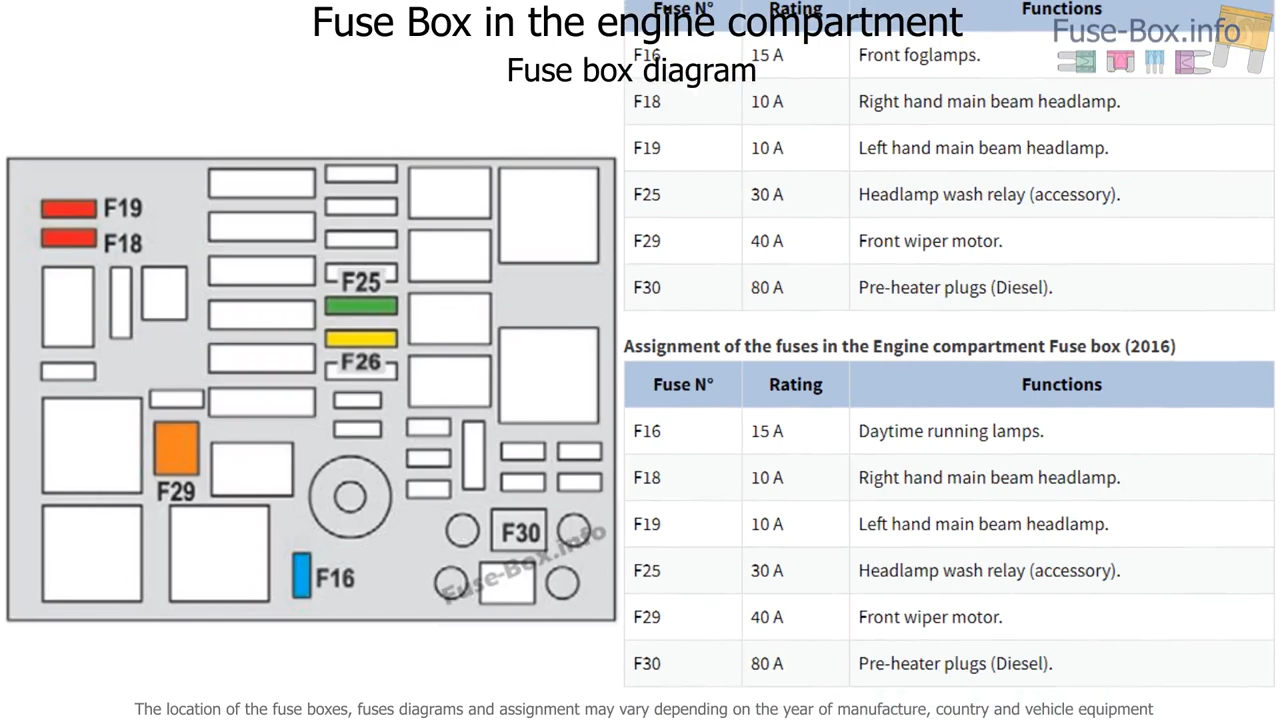 Fuse Box in the engine compartment
Fuse box diagram
Fuse-Box.info
Fuse N° Rating Functions
F16 15 A Front foglamps.
F18 10 A Right hand main beam headlamp.
F19 10 A Left hand main beam headlamp.
F25 30 A Headlamp wash relay (accessory).
F29 40 A Front wiper motor.
F30 80 A Pre-heater plugs (Diesel).
Assignment of the fuses in the Engine compartment Fuse box (2016)
Fuse N° Rating Functions
F16 15 A Daytime running lamps.
F18 10 A Right hand main beam headlamp.
F19 10 A Left hand main beam headlamp.
F25 30 A Headlamp wash relay (accessory).
F29 40 A Front wiper motor.
F30 80 A Pre-heater plugs (Diesel).
F19
F18
F25
F26
F29
F30
F16
Fuse-Box.info
The location of the fuse boxes, fuses diagrams and assignment may vary depending on the year of manufacture, country and vehicle equipment